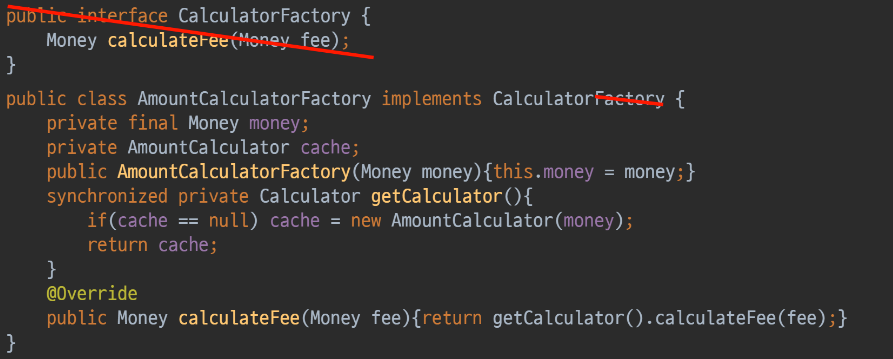 public interface CalculatorFactory {
    Money calculateFee(Money fee);
}
public class AmountCalculatorFactory implements CalculatorFactory {
    private final Money money;
    private AmountCalculator cache;
    public AmountCalculatorFactory(Money money){this.money = money;}
    synchronized private Calculator getCalculator(){
        if(cache == null) cache = new AmountCalculator(money);
        return cache;
    }
    @Override
    public Money calculateFee(Money fee){return getCalculator().calculateFee(fee);}
}